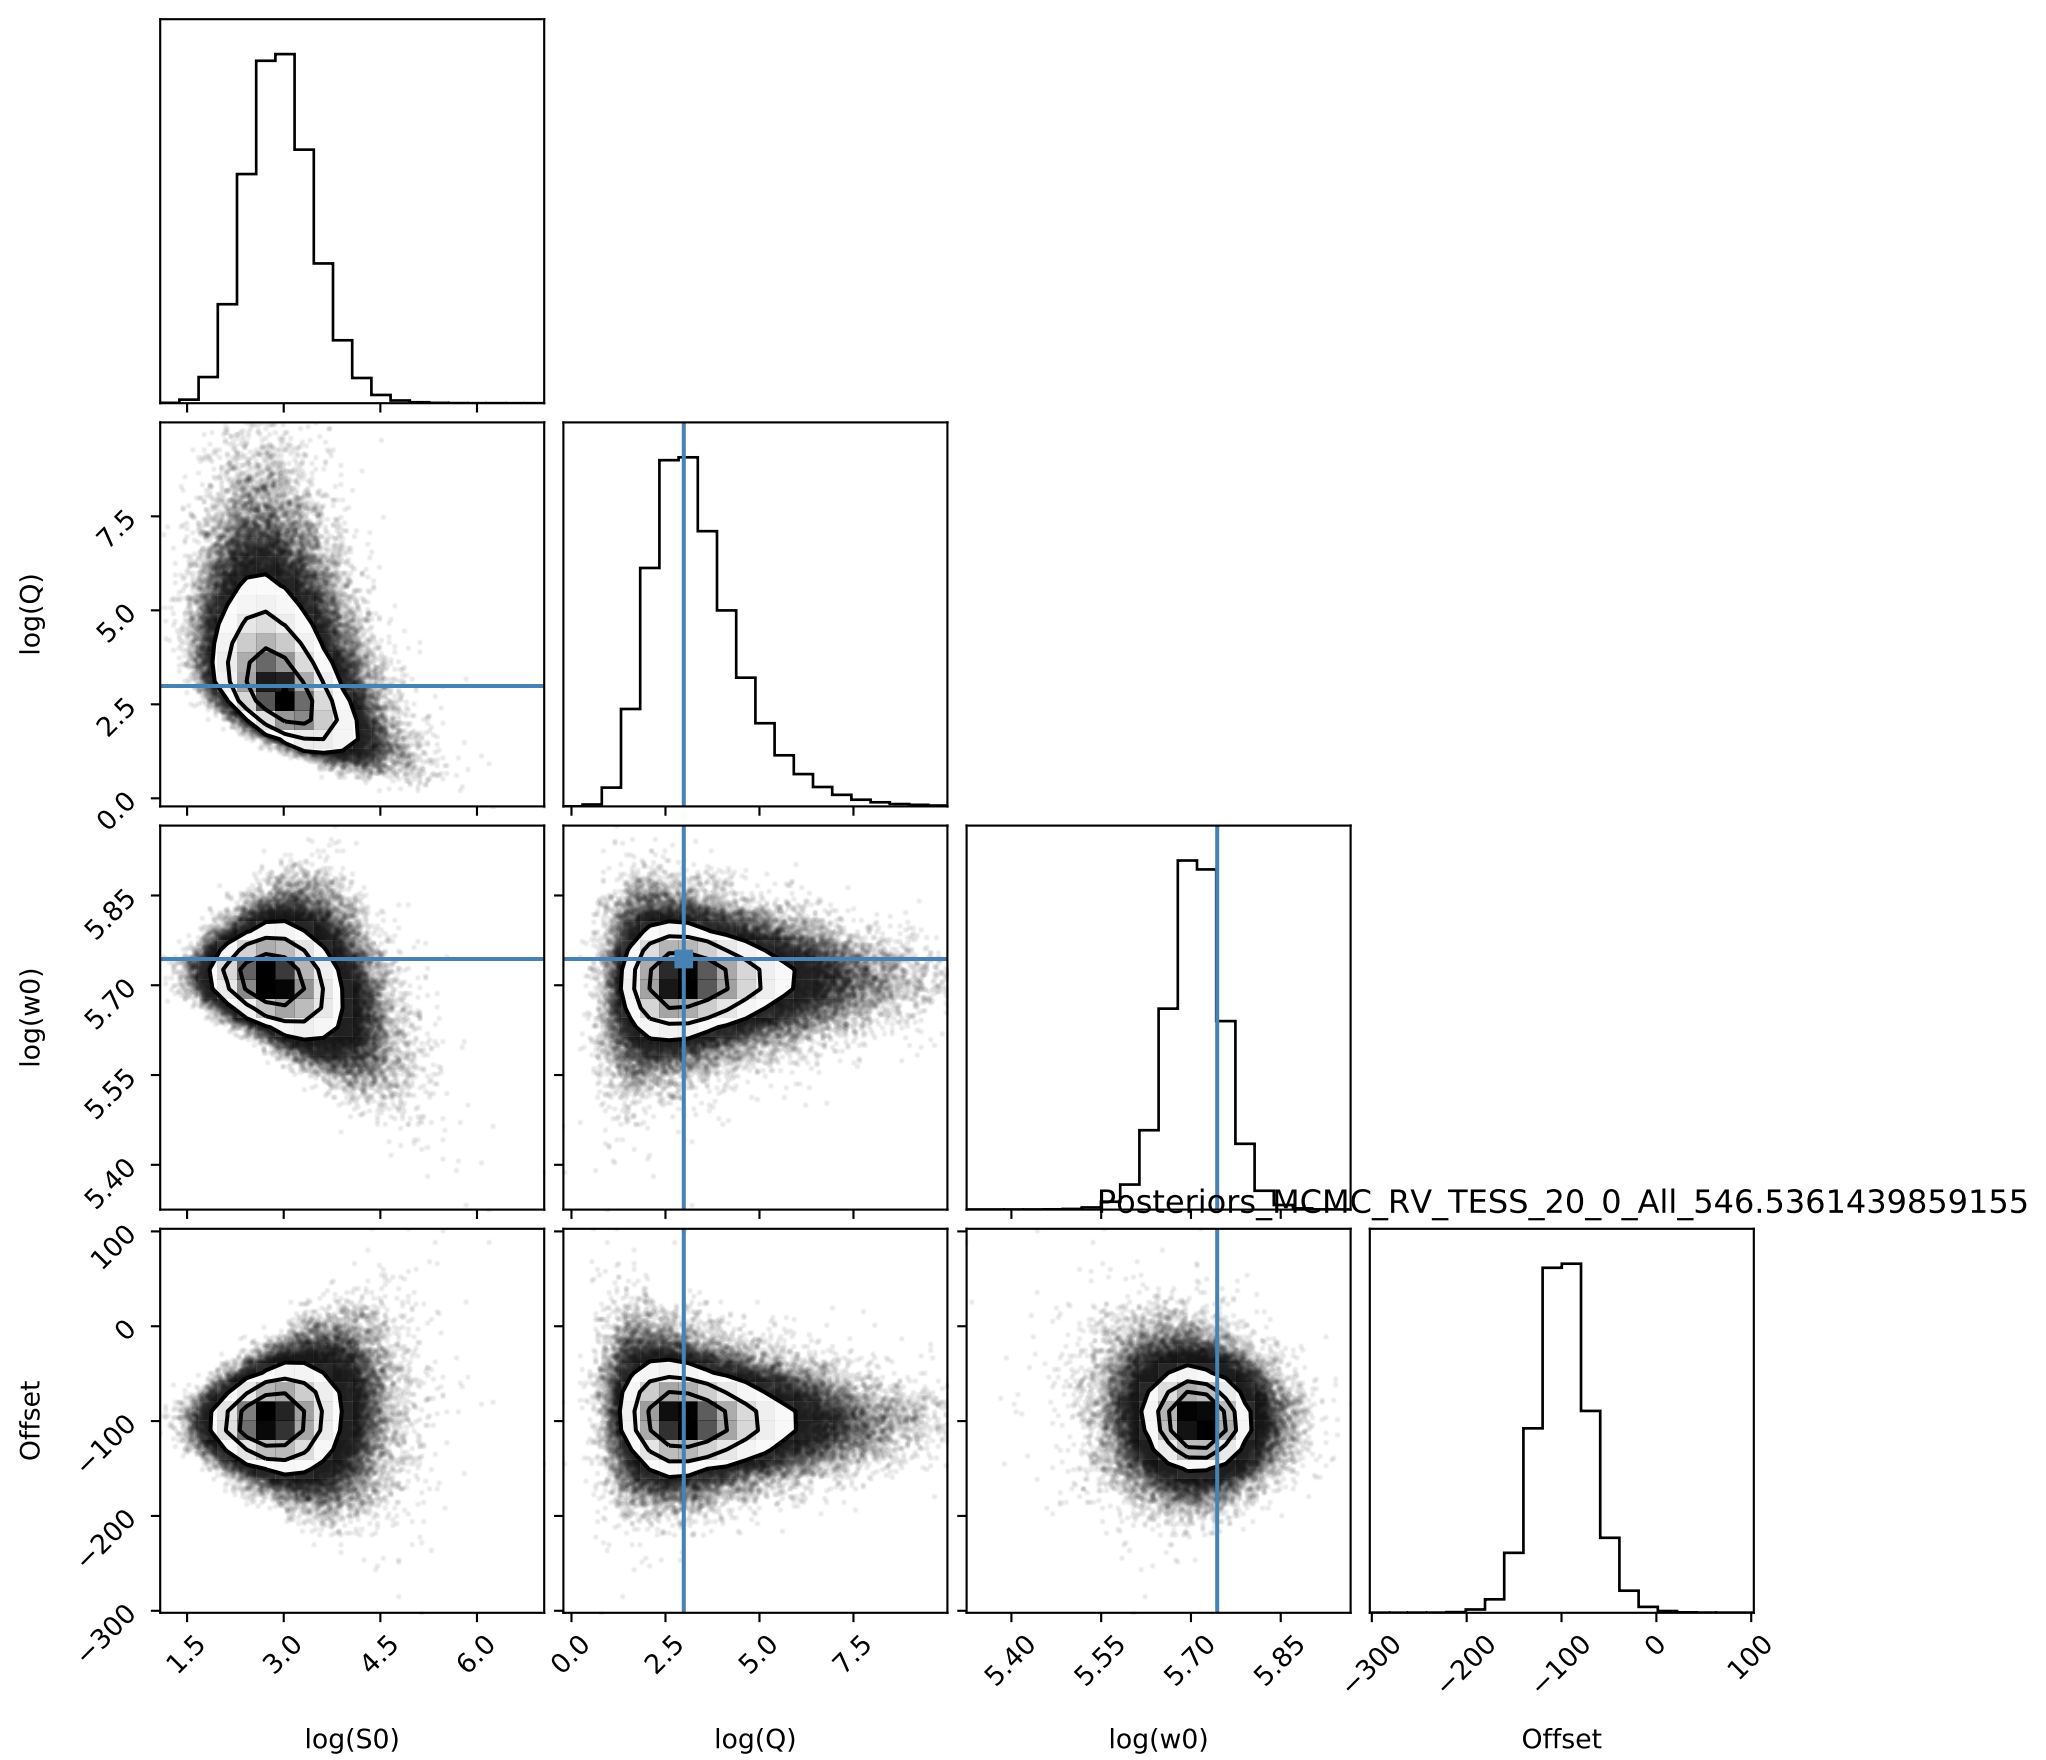 log(Q)
7.5
5.0
2.5
0.0
log(w0)
5.85
5.70
5.55
5.40
Posteriors_MCMC_RV_TESS_20_0_All_546.5361439859155
Offset
100
0
−100
−200
−300
1.5 3.0 4.5 6.0
0.0 2.5 5.0 7.5
5.40 5.55 5.70 5.85
−300 −200 −100 0 100
log(S0)
log(Q)
log(w0)
Offset